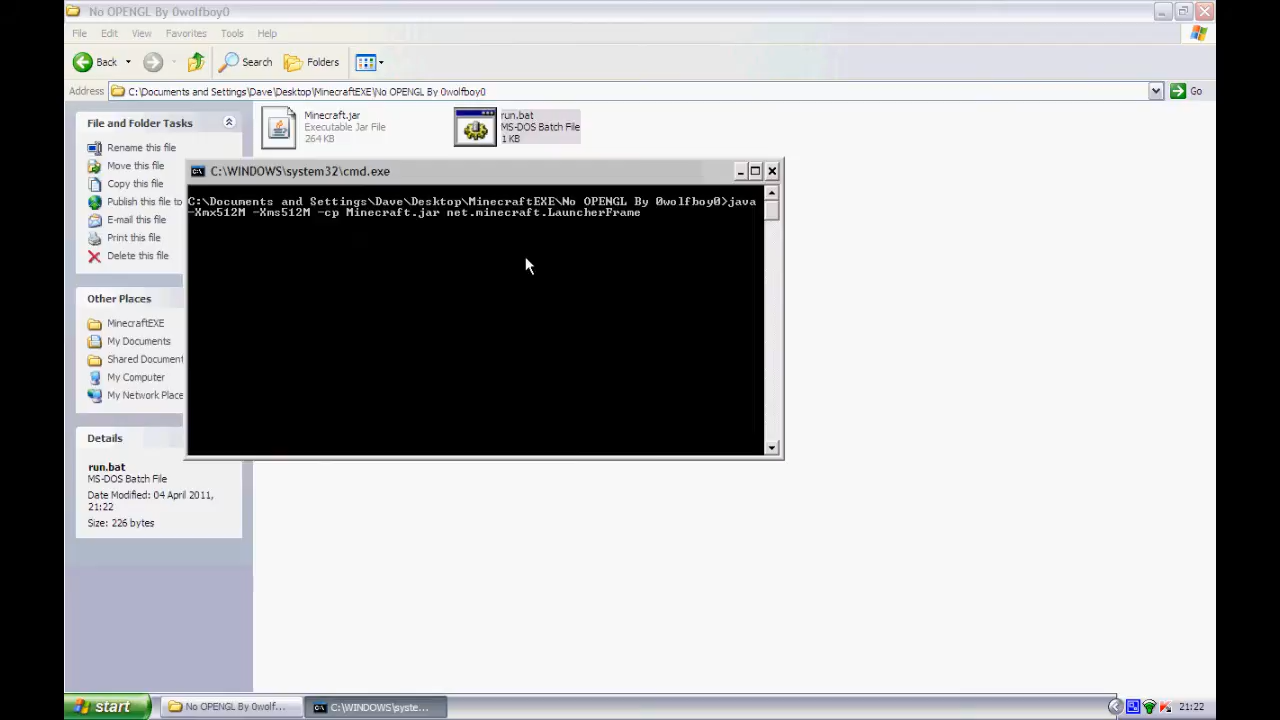 No OPENGL By 0wolfboy0
File Edit View Favorites Tools Help
Back Search Folders
Address C:\Documents and Settings\Dave\Desktop\MinecraftEXE\No OPENGL By 0wolfboy0 Go
File and Folder Tasks
Rename this file
Move this file
Copy this file
Publish this file to
E-mail this file
Print this file
Delete this file
Other Places
MinecraftEXE
My Documents
Shared Document
My Computer
My Network Place
Details
run.bat
MS-DOS Batch File
Date Modified: 04 April 2011,
21:22
Size: 226 bytes
Minecraft.jar
Executable Jar File
264 KB
run.bat
MS-DOS Batch File
1 KB
C:\WINDOWS\system32\cmd.exe
C:\Documents and Settings\Dave\Desktop\MinecraftEXE\No OPENGL By 0wolfboy0>java
-Xmx512M -Xms512M -cp Minecraft.jar net.minecraft.LauncherFrame
start No OPENGL By 0wolf... C:\WINDOWS\syste... 21:22